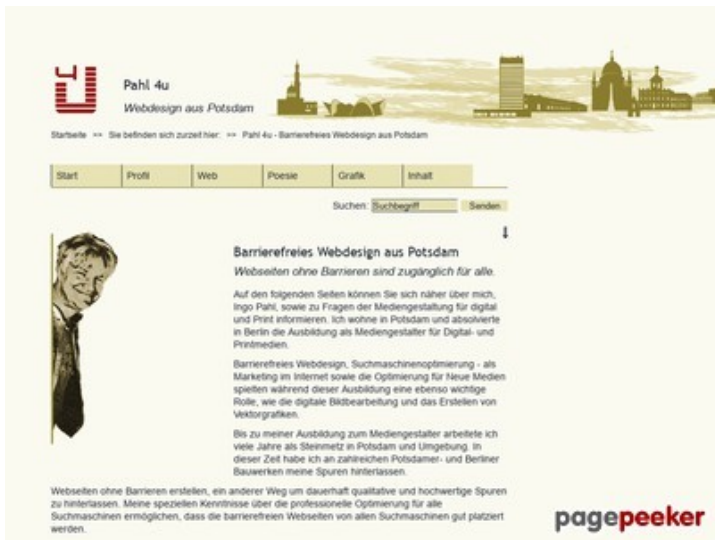 Pahl 4u
Webdesign aus Potsdam
Startseite >> Sie befinden sich zurzeit hier: >> Pahl 4u - Barrierefreies Webdesign aus Potsdam
Start Profil Web Poesie Grafik Inhalt
Suchen: Suchbegriff Senden
Barrierefreies Webdesign aus Potsdam
Webseiten ohne Barrieren sind zugänglich für alle.
Auf den folgenden Seiten können Sie sich näher über mich,
Ingo Pahl, sowie zu Fragen der Mediengestaltung für digital
und Print informieren. Ich wohne in Potsdam und absolvierte
in Berlin die Ausbildung als Mediengestalter für Digital- und
Printmedien.
Barrierefreies Webdesign, Suchmaschinenoptimierung - als
Marketing im Internet sowie die Optimierung für Neue Medien
spielten während dieser Ausbildung eine ebenso wichtige
Rolle, wie die digitale Bildbearbeitung und das Erstellen von
Vektorgrafiken.
Bis zu meiner Ausbildung zum Mediengestalter arbeitete ich
viele Jahre als Steinmetz in Potsdam und Umgebung. In
dieser Zeit habe ich an zahlreichen Potsdamer- und Berliner
Bauwerken meine Spuren hinterlassen.
Webseiten ohne Barrieren erstellen, ein anderer Weg um dauerhaft qualitative und hochwertige Spuren
zu hinterlassen. Meine speziellen Kenntnisse über die professionelle Optimierung für alle
Suchmaschinen ermöglichen, dass die barrierefreien Webseiten von allen Suchmaschinen gut platziert
werden.
pagepeeker